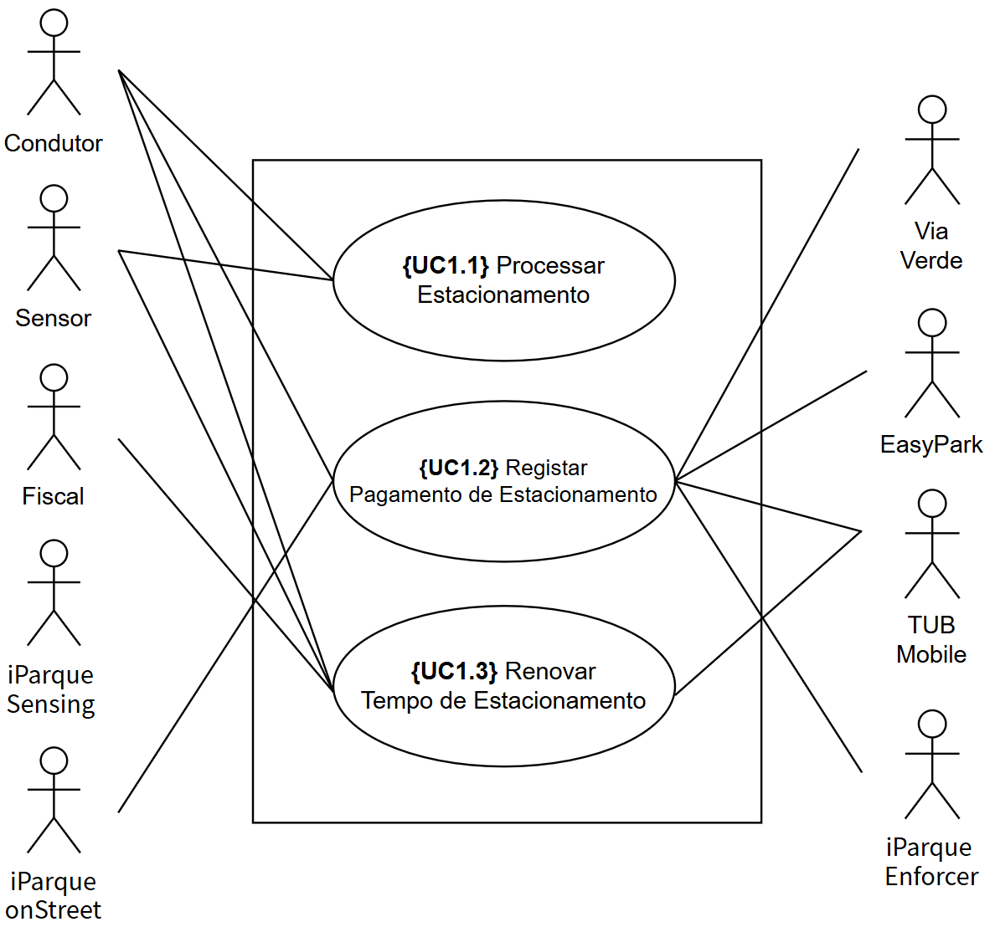 Condutor
Sensor
Fiscal
iParque
Sensing
iParque
onStreet
{UC1.1} Processar
Estacionamento
{UC1.2} Registar
Pagamento de Estacionamento
{UC1.3} Renovar
Tempo de Estacionamento
Via
Verde
EasyPark
TUB
Mobile
iParque
Enforcer